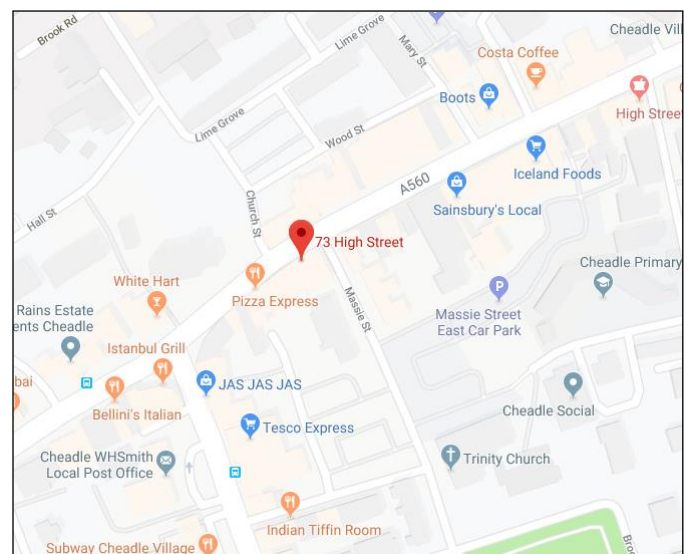 Brook Rd
Lime Grove
Mary St
Cheadle Vill
Costa Coffee
Boots
High Stree
Lime Grove
Wood St
A560
Iceland Foods
Sainsbury's Local
Hall St
Church St
73 High Street
Cheadle Primary
White Hart
Pizza Express
Massie St
Massie Street
East Car Park
Rains Estate
ents Cheadle
Istanbul Grill
bai
JAS JAS JAS
Bellini's Italian
Cheadle Social
Tesco Express
Cheadle WHSmith
Local Post Office
Trinity Church
Indian Tiffin Room
Subway Cheadle Village
Broo